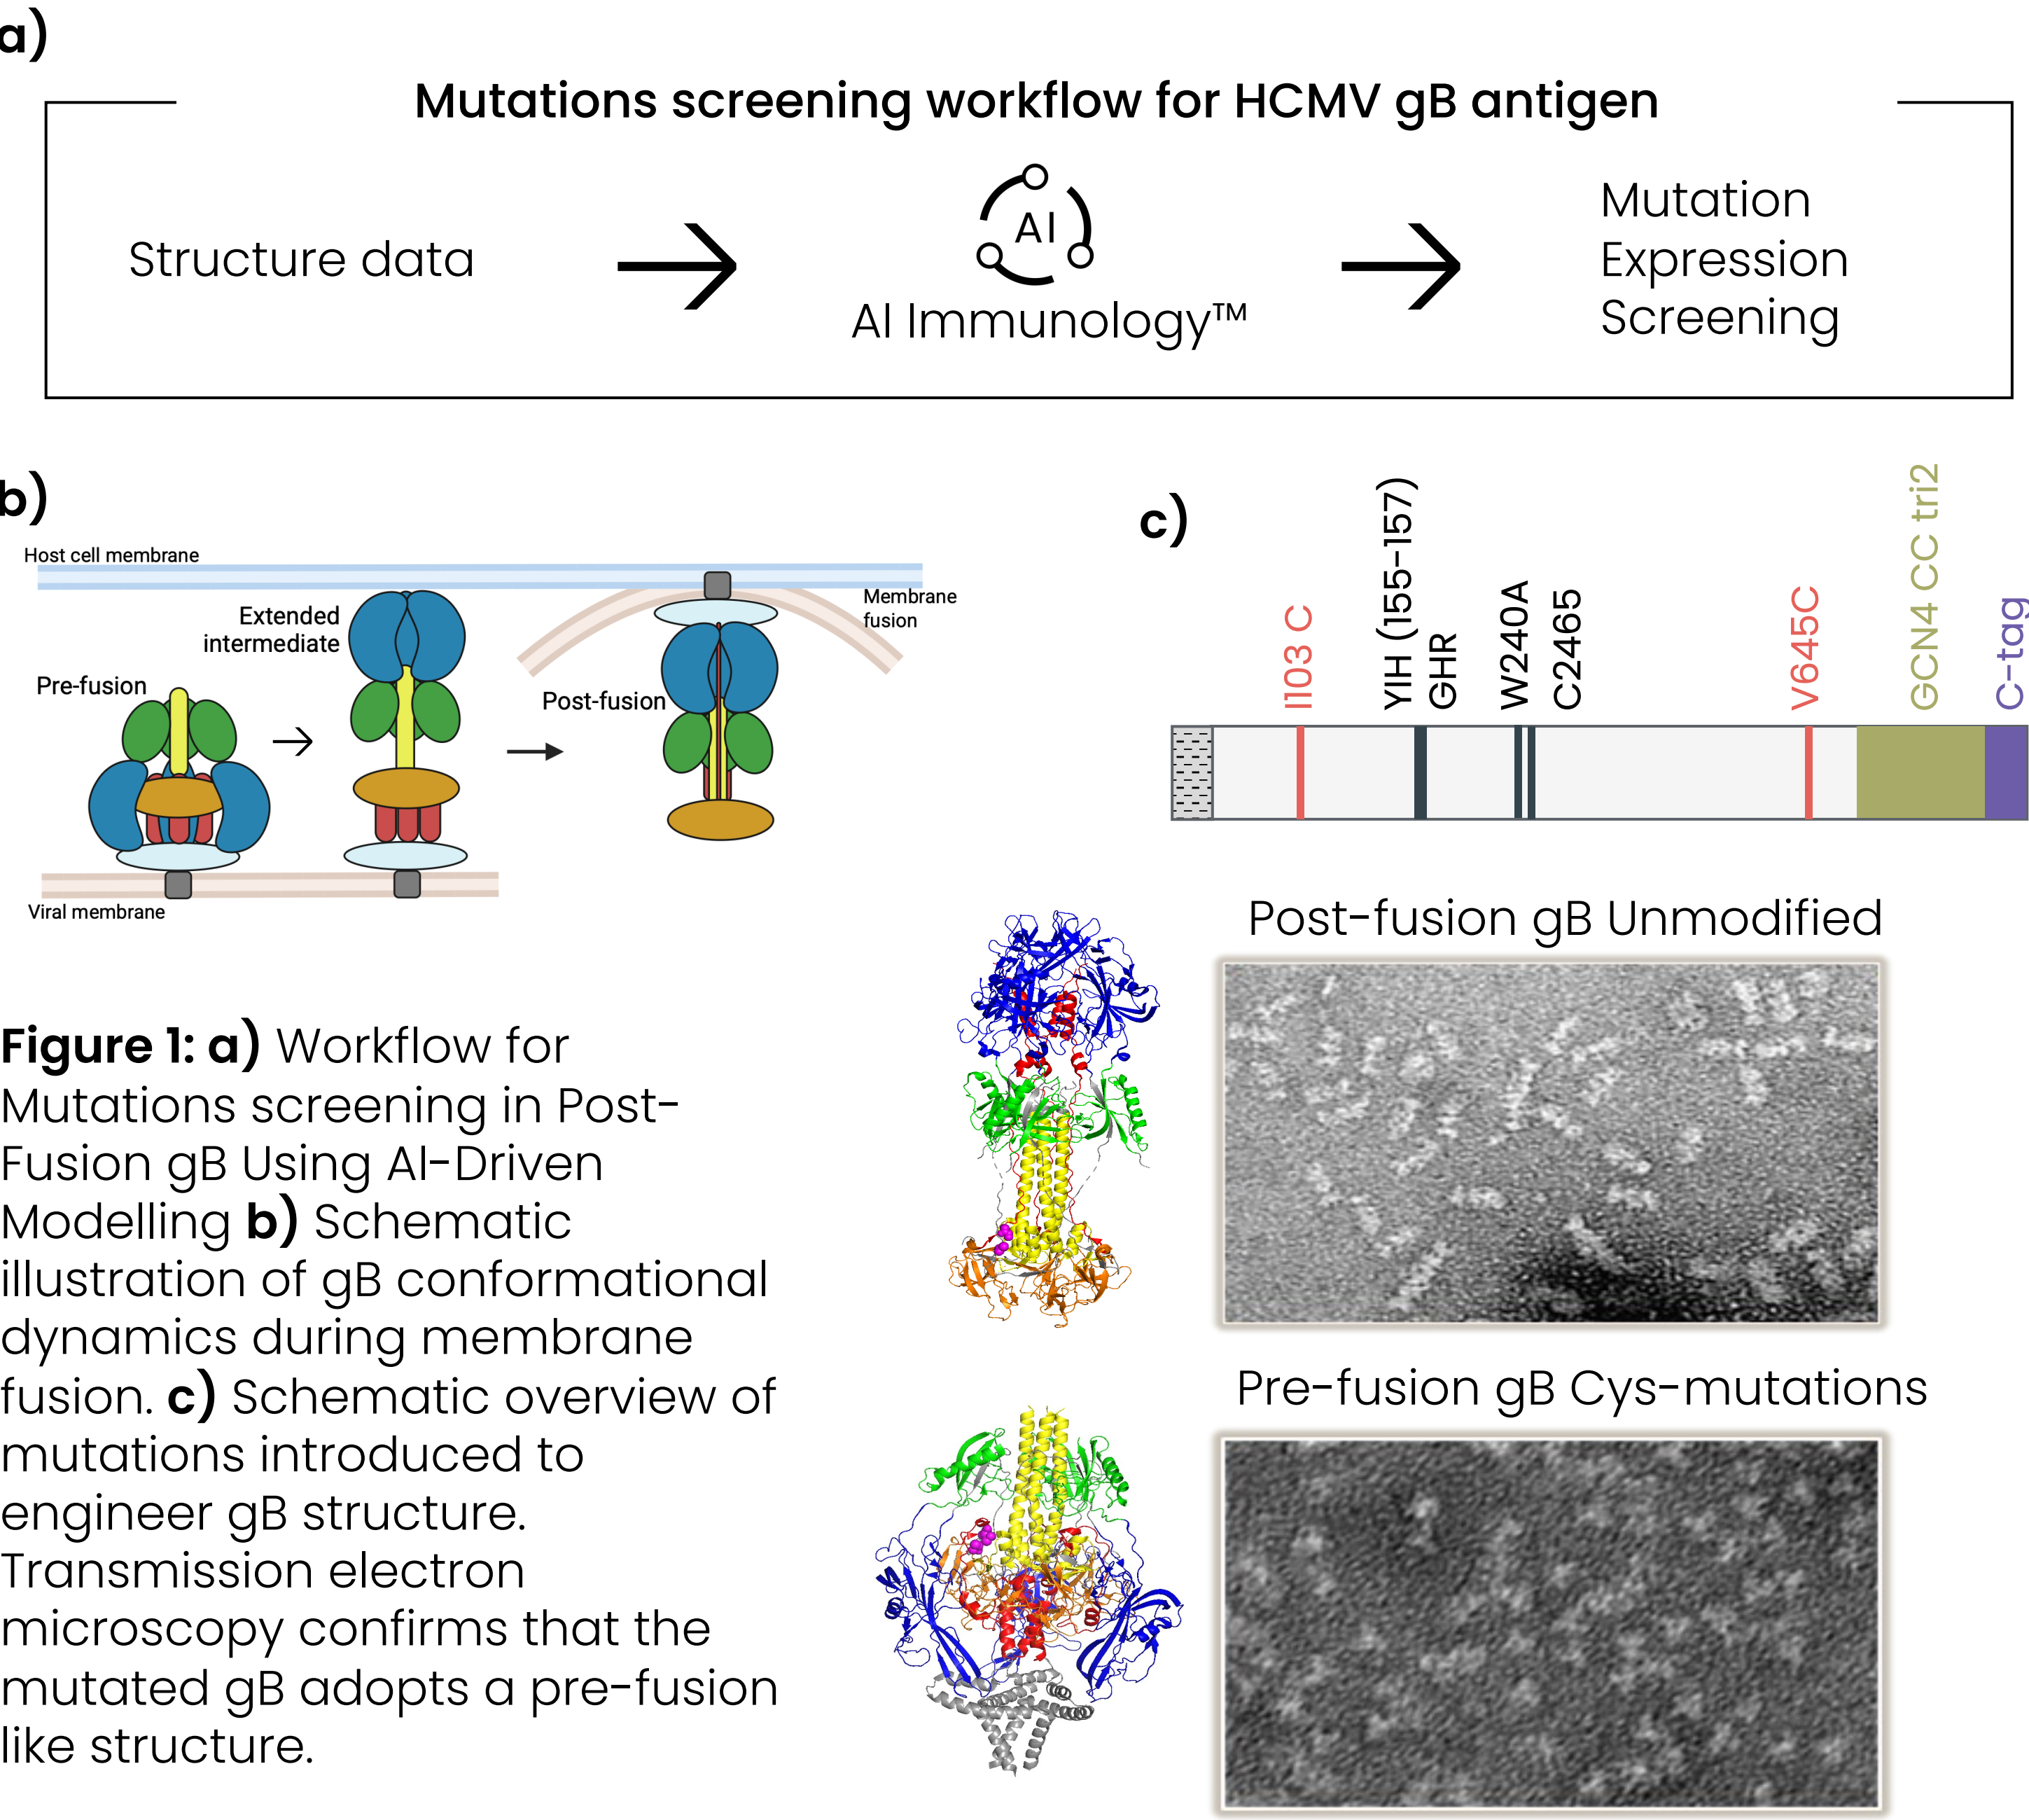 a)
Mutations screening workflow for HCMV gB antigen
Structure data
AI
AI Immunology™
Mutation
Expression
Screening
b)
Host cell membrane
Extended
intermediate
Pre-fusion
Membrane
fusion
Post-fusion
Viral membrane
c)
I103 C
YIH (155-157)
GHR
W240A
C2465
V645C
GCN4 CC tri2
C-tag
Post-fusion gB Unmodified
Pre-fusion gB Cys-mutations
Figure 1: a) Workflow for
Mutations screening in Post-
Fusion gB Using AI-Driven
Modelling b) Schematic
illustration of gB conformational
dynamics during membrane
fusion. c) Schematic overview of
mutations introduced to
engineer gB structure.
Transmission electron
microscopy confirms that the
mutated gB adopts a pre-fusion
like structure.